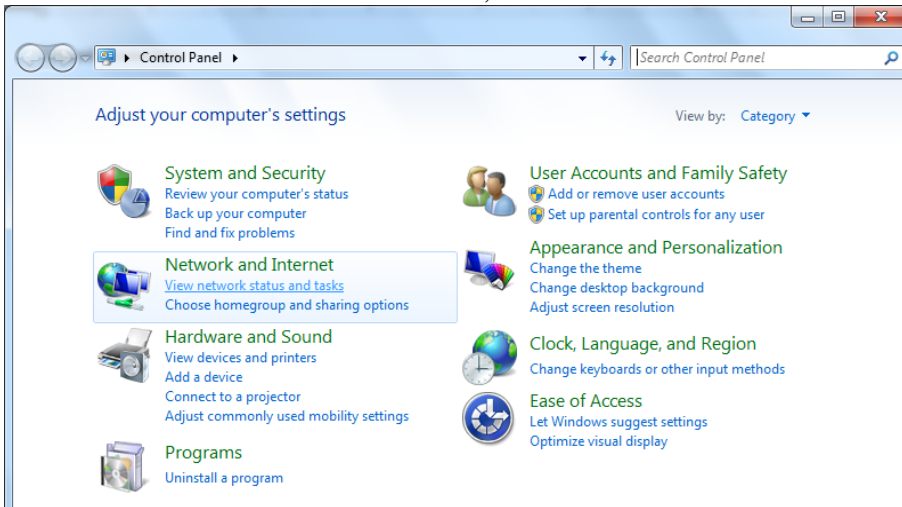 Control Panel
Search Control Panel
Adjust your computer's settings
View by: Category
System and Security
Review your computer's status
Back up your computer
Find and fix problems
Network and Internet
View network status and tasks
Choose homegroup and sharing options
Hardware and Sound
View devices and printers
Add a device
Connect to a projector
Adjust commonly used mobility settings
Programs
Uninstall a program
User Accounts and Family Safety
Add or remove user accounts
Set up parental controls for any user
Appearance and Personalization
Change the theme
Change desktop background
Adjust screen resolution
Clock, Language, and Region
Change keyboards or other input methods
Ease of Access
Let Windows suggest settings
Optimize visual display